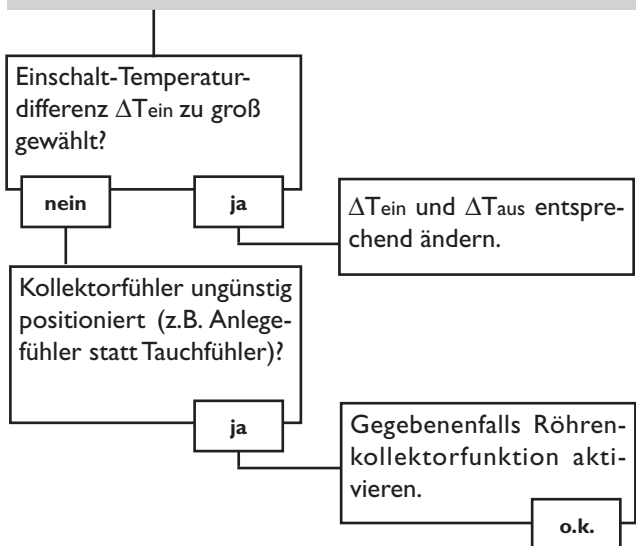 Einschalt-Temperatur-
differenz ΔTein zu groß
gewählt?
nein
ja
ΔTein und ΔTaus entspre-
chend ändern.
Kollektorfühler ungünstig
positioniert (z.B. Anlege-
fühler statt Tauchfühler)?
ja
Gegebenenfalls Röhren-
kollektorfunktion akti-
vieren.
o.k.